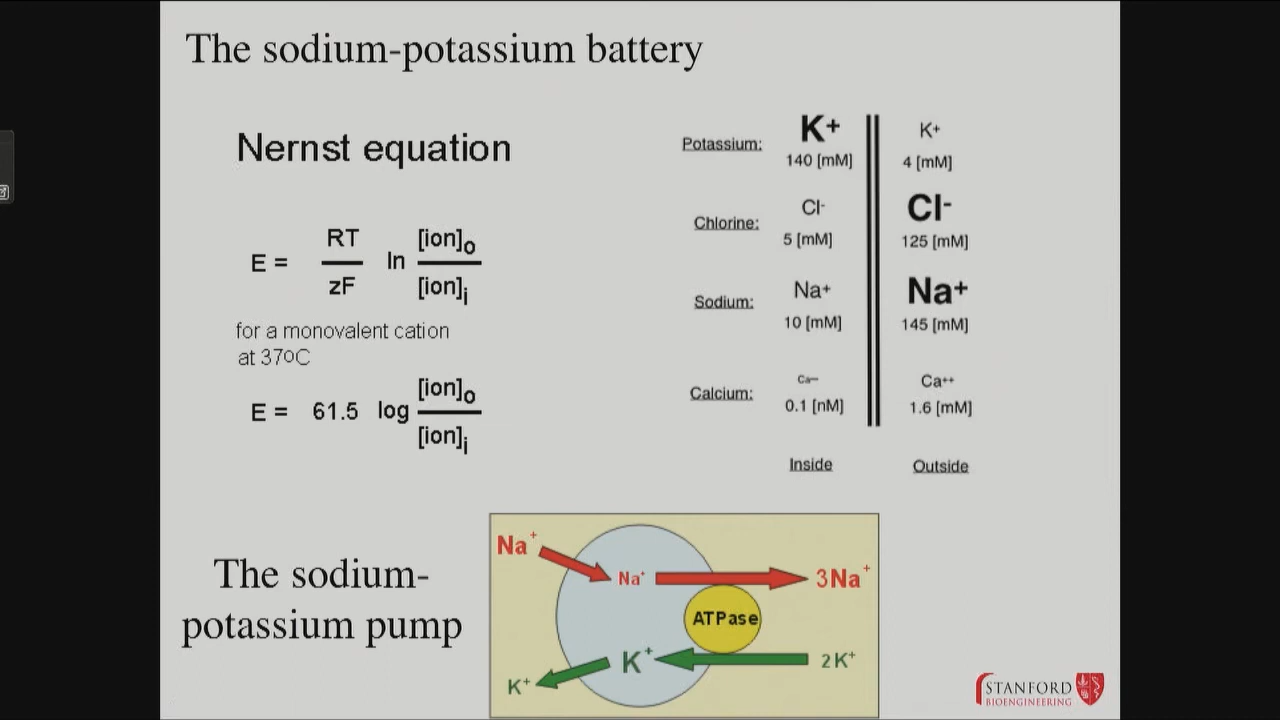 The sodium-potassium battery
Nernst equation
E = RT/zF ln [ion]o/[ion]i
for a monovalent cation
at 37oC
E = 61.5 log [ion]o/[ion]i
Potassium: K+ K+
140 [mM] 4 [mM]
Chlorine: Cl- Cl-
5 [mM] 125 [mM]
Sodium: Na+ Na+
10 [mM] 145 [mM]
Calcium: Ca++
0.1 [nM] 1.6 [mM]
Inside Outside
The sodium-
potassium pump
Na+
Na+ 3Na+
ATPase
K+ 2K+
K+
STANFORD
BIOENGINEERING